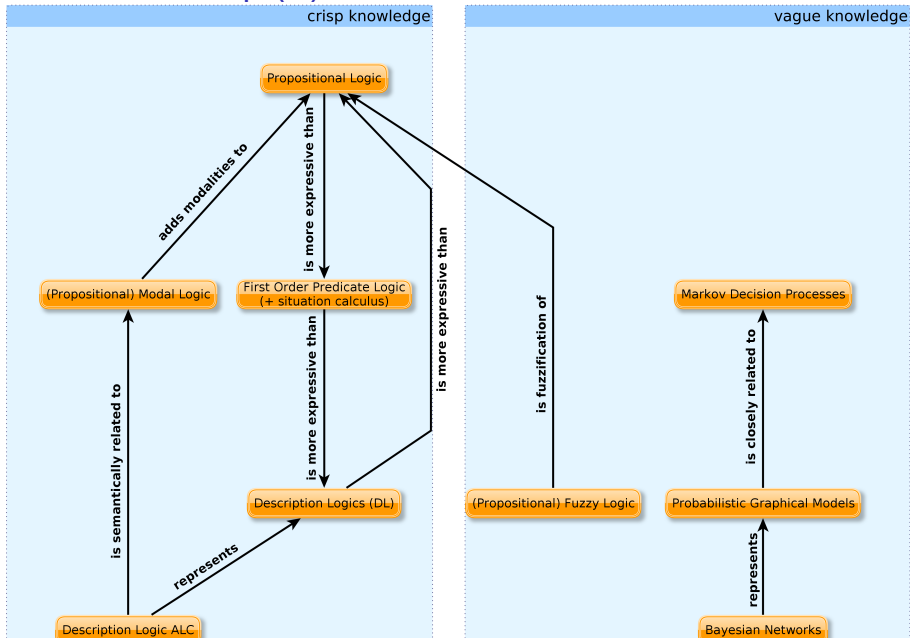 crisp knowledge
vague knowledge
Propositional Logic
adds modalities to
is more expressive than
is more expressive than
is fuzzification of
(Propositional) Modal Logic
First Order Predicate Logic
(+ situation calculus)
Markov Decision Processes
is semantically related to
is more expressive than
is closely related to
Description Logics (DL)
(Propositional) Fuzzy Logic
Probabilistic Graphical Models
represents
represents
Description Logic ALC
Bayesian Networks